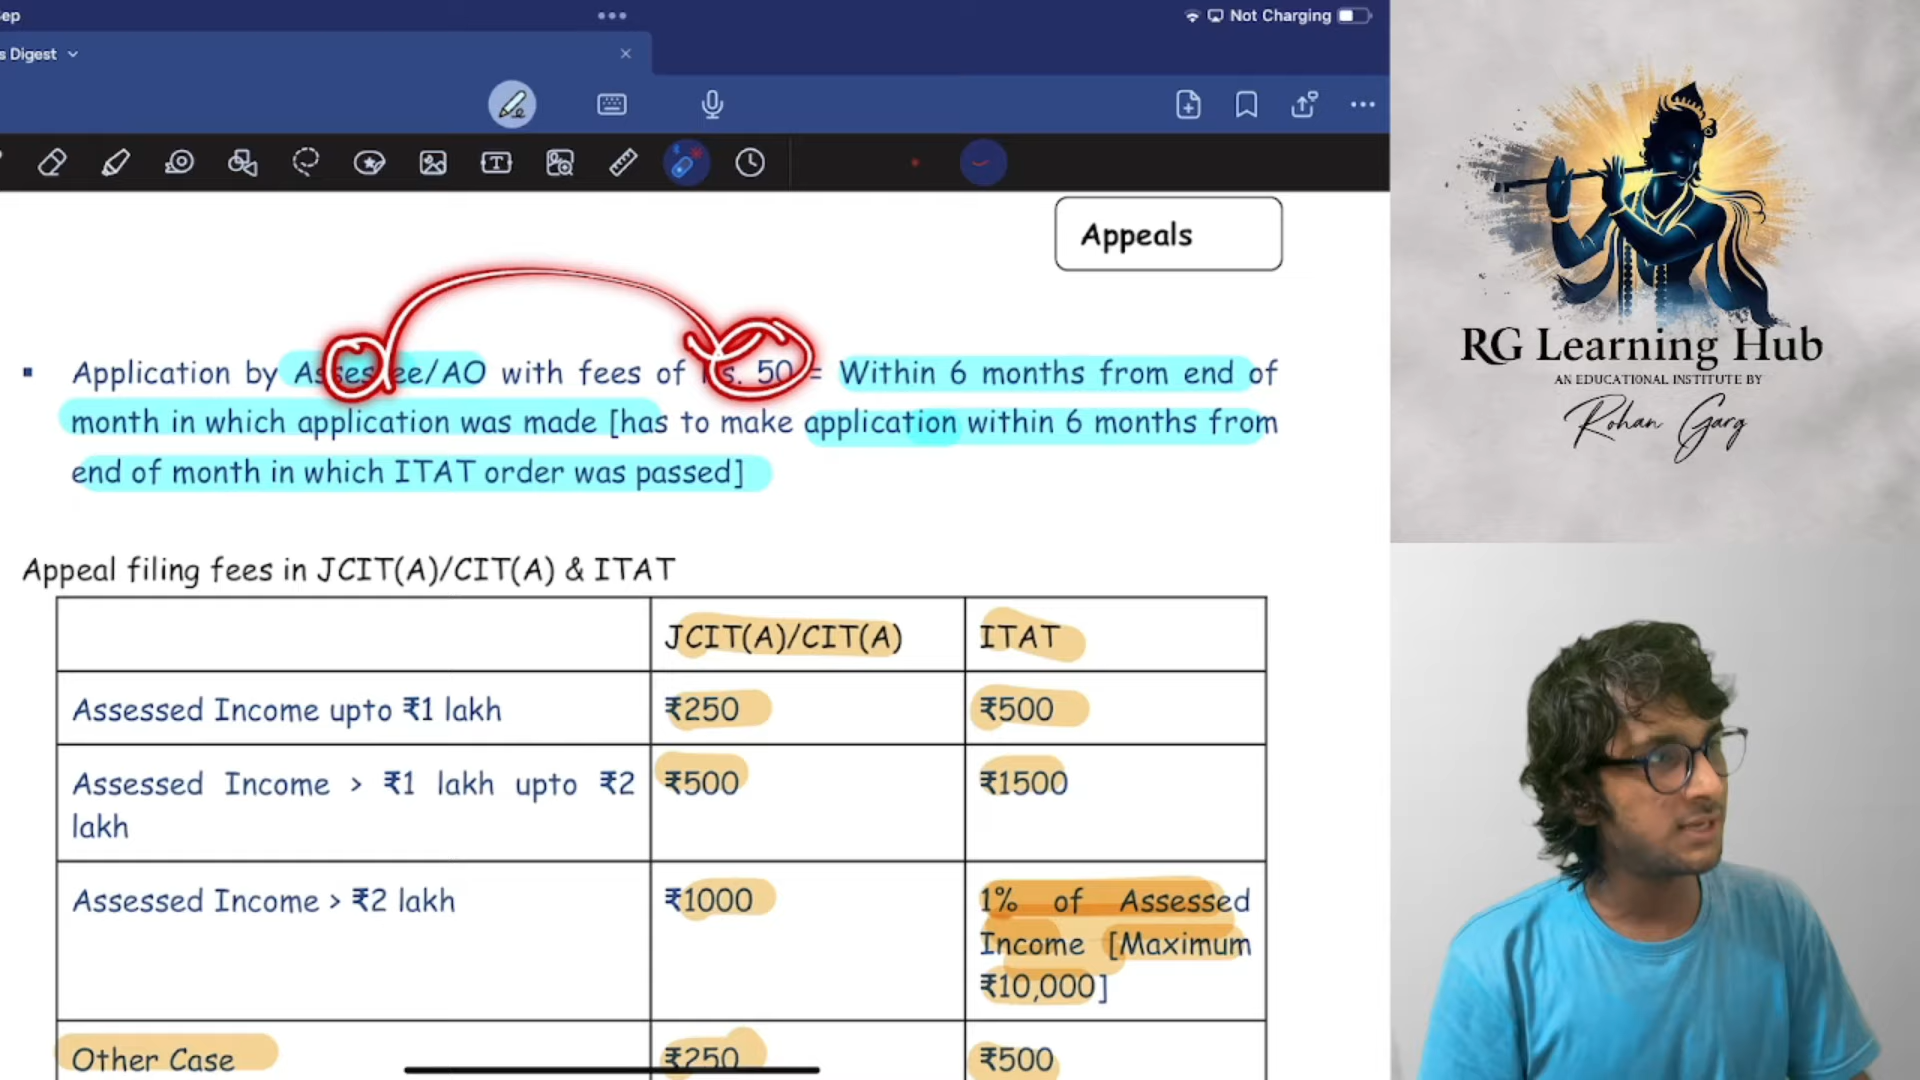 Sep
Not Charging
s Digest
Appeals
Application by Assessee/AO with fees of Rs. 50 = Within 6 months from end of
month in which application was made [has to make application within 6 months from
end of month in which ITAT order was passed]
Appeal filing fees in JCIT(A)/CIT(A) & ITAT
JCIT(A)/CIT(A) ITAT
Assessed Income upto ₹1 lakh ₹250 ₹500
Assessed Income > ₹1 lakh upto ₹2 ₹500 ₹1500
lakh
Assessed Income > ₹2 lakh ₹1000 1% of Assessed
Income [Maximum
₹10,000]
Other Case ₹250 ₹500
RG Learning Hub
AN EDUCATIONAL INSTITUTE BY
Rohan Garg